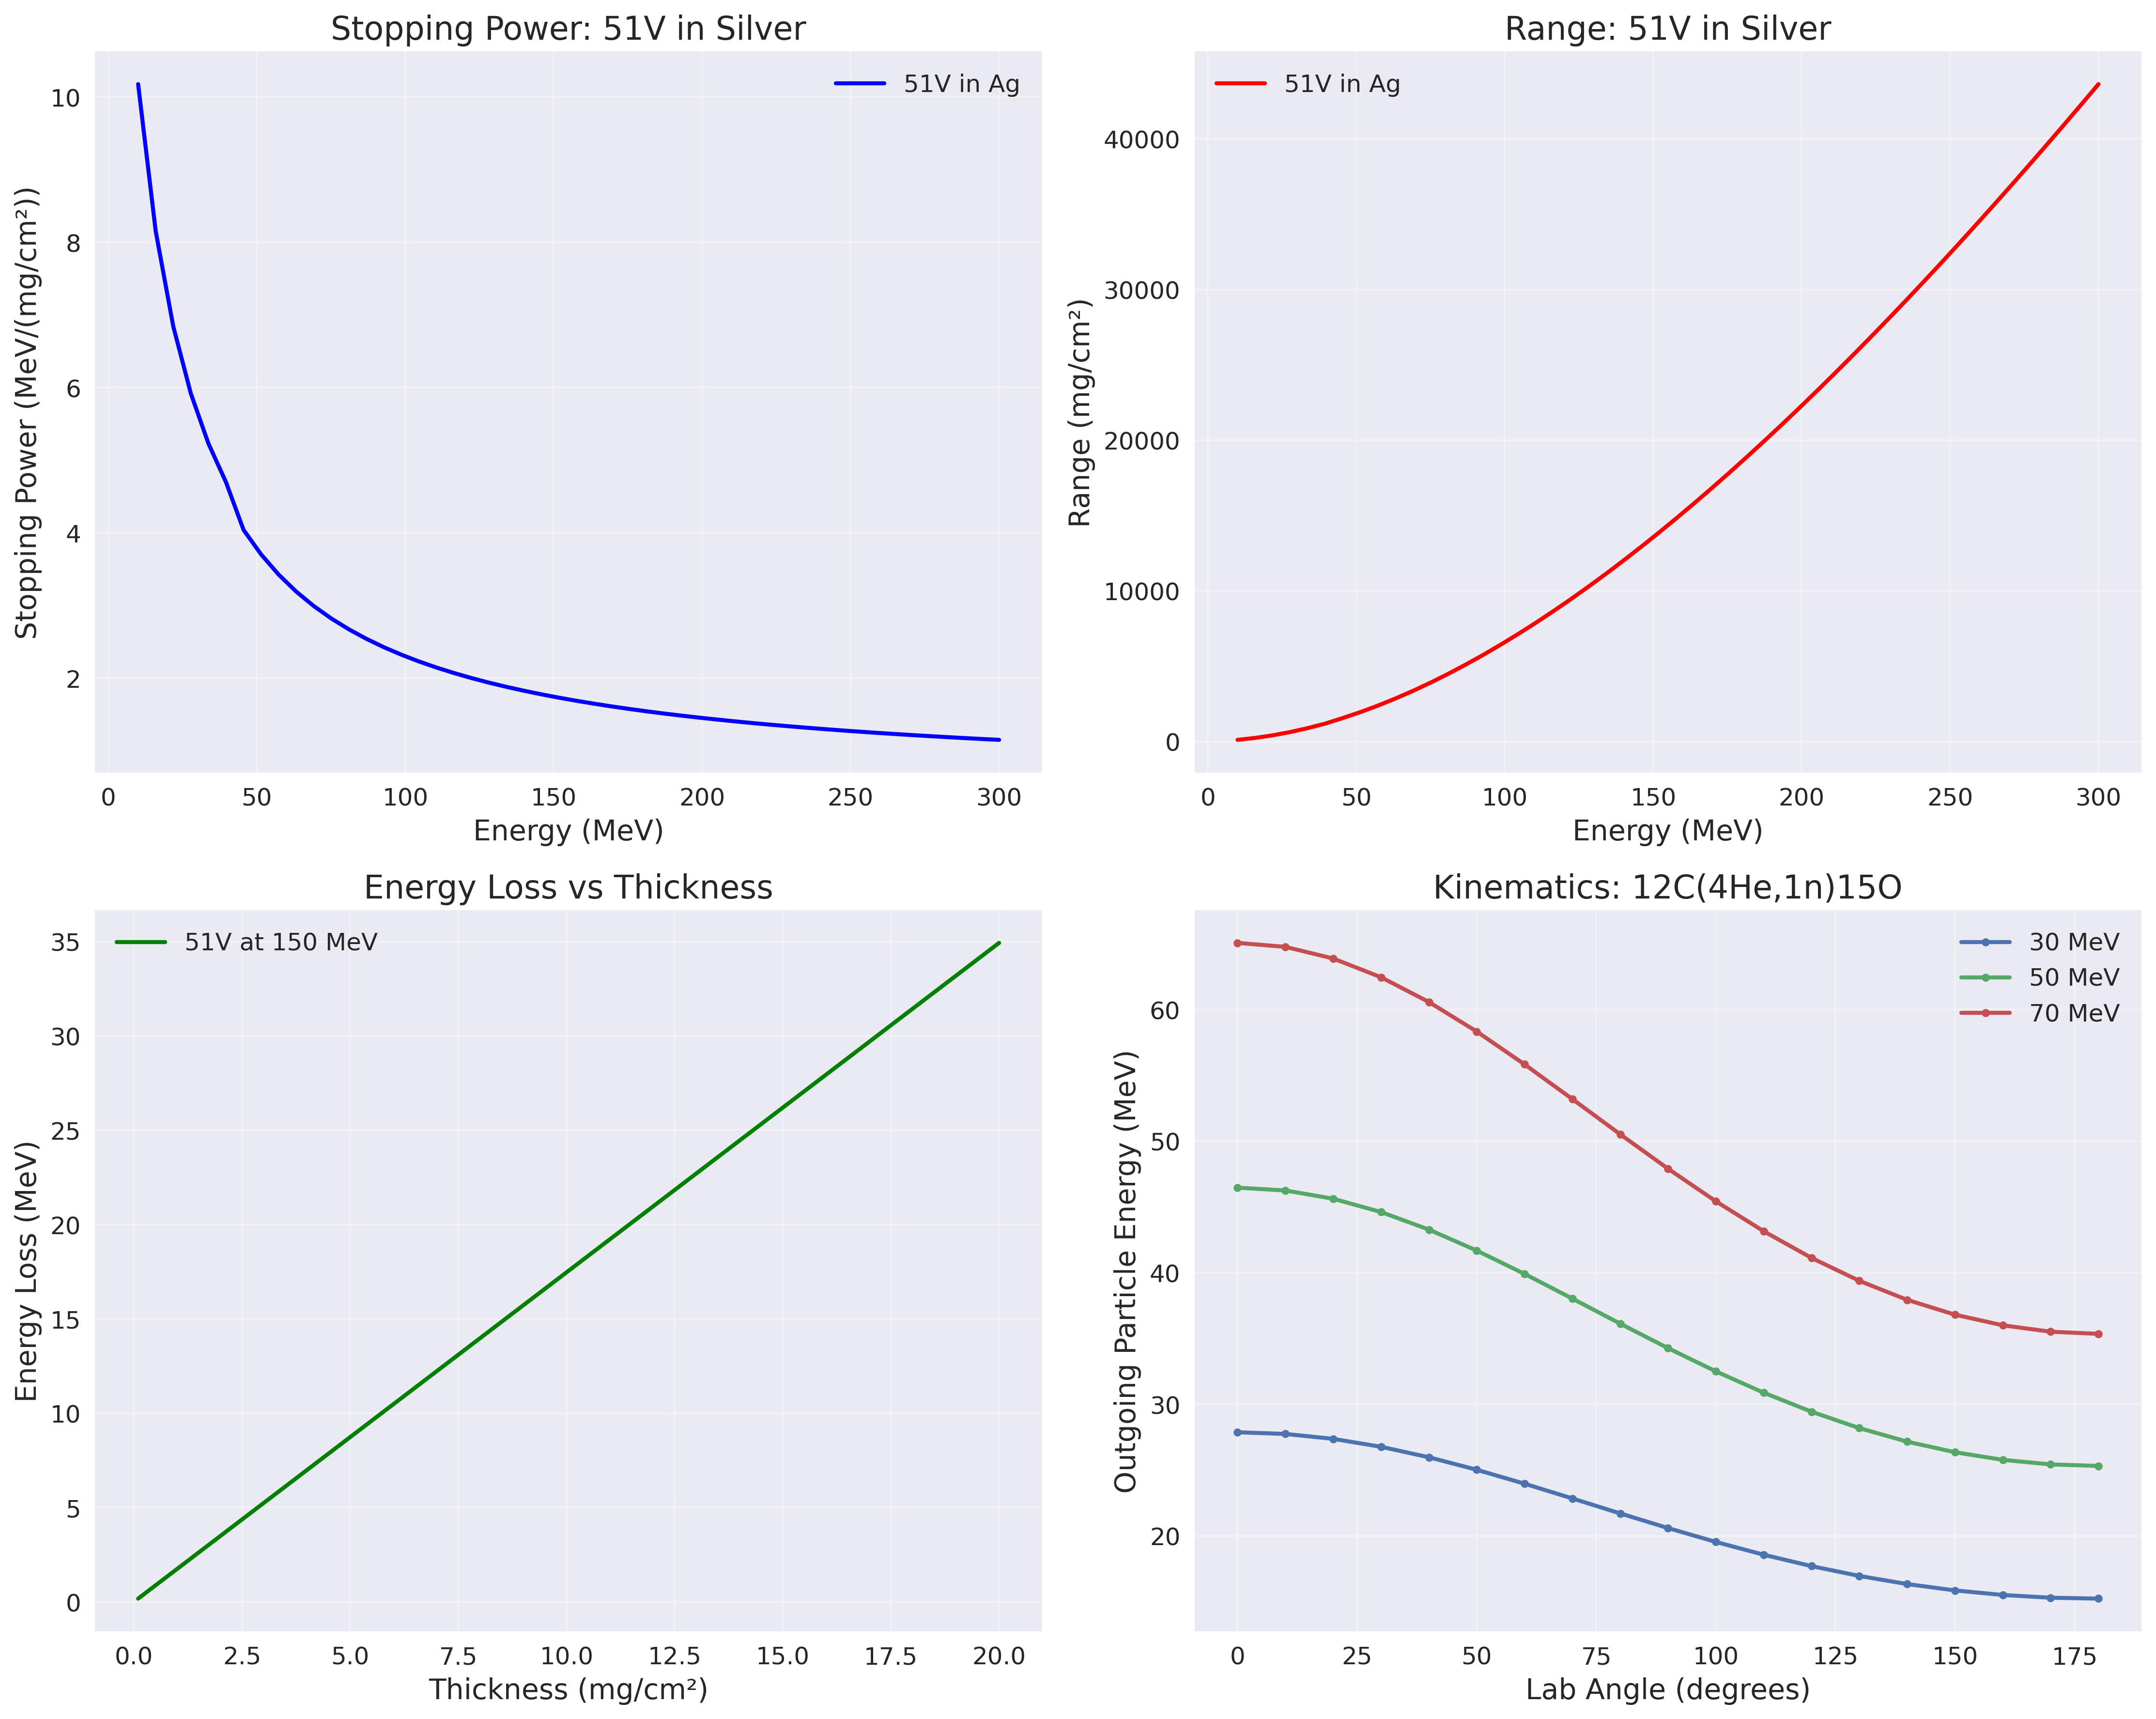 Stopping Power: 51V in Silver
51V in Ag
10
8
6
4
2
Stopping Power (MeV/(mg/cm²))
0 50 100 150 200 250 300
Energy (MeV)
Range: 51V in Silver
51V in Ag
40000
30000
20000
10000
0
Range (mg/cm²)
0 50 100 150 200 250 300
Energy (MeV)
Energy Loss vs Thickness
51V at 150 MeV
35
30
25
20
15
10
5
0
Energy Loss (MeV)
0.0 2.5 5.0 7.5 10.0 12.5 15.0 17.5 20.0
Thickness (mg/cm²)
Kinematics: 12C(4He,1n)15O
30 MeV
50 MeV
70 MeV
60
50
40
30
20
Outgoing Particle Energy (MeV)
0 25 50 75 100 125 150 175
Lab Angle (degrees)